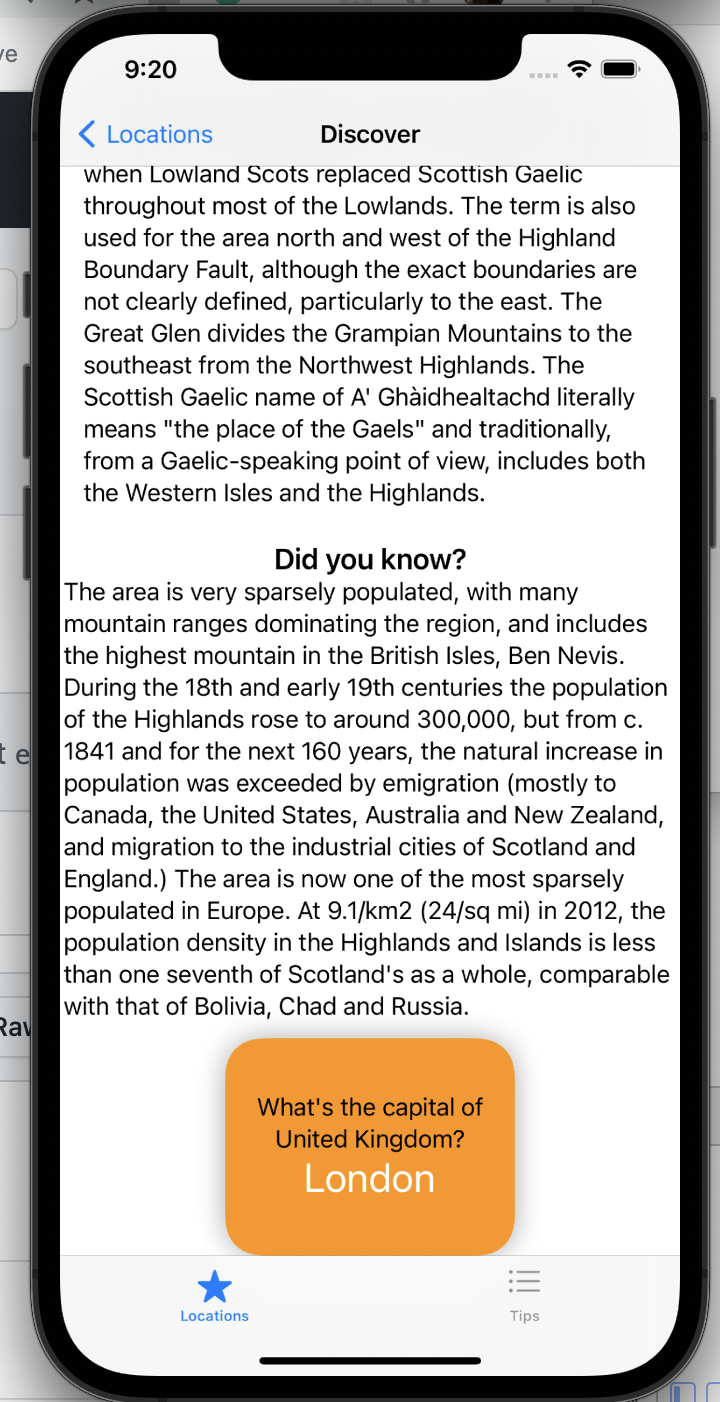 ve
9:20
Locations
Discover
when Lowland Scots replaced Scottish Gaelic
throughout most of the Lowlands. The term is also
used for the area north and west of the Highland
Boundary Fault, although the exact boundaries are
not clearly defined, particularly to the east. The
Great Glen divides the Grampian Mountains to the
southeast from the Northwest Highlands. The
Scottish Gaelic name of A' Ghàidhealtachd literally
means "the place of the Gaels" and traditionally,
from a Gaelic-speaking point of view, includes both
the Western Isles and the Highlands.
Did you know?
The area is very sparsely populated, with many
mountain ranges dominating the region, and includes
the highest mountain in the British Isles, Ben Nevis.
During the 18th and early 19th centuries the population
of the Highlands rose to around 300,000, but from c.
t e
1841 and for the next 160 years, the natural increase in
population was exceeded by emigration (mostly to
Canada, the United States, Australia and New Zealand,
and migration to the industrial cities of Scotland and
England.) The area is now one of the most sparsely
populated in Europe. At 9.1/km2 (24/sq mi) in 2012, the
population density in the Highlands and Islands is less
than one seventh of Scotland's as a whole, comparable
with that of Bolivia, Chad and Russia.
Raw
What's the capital of
United Kingdom?
London
Locations
Tips